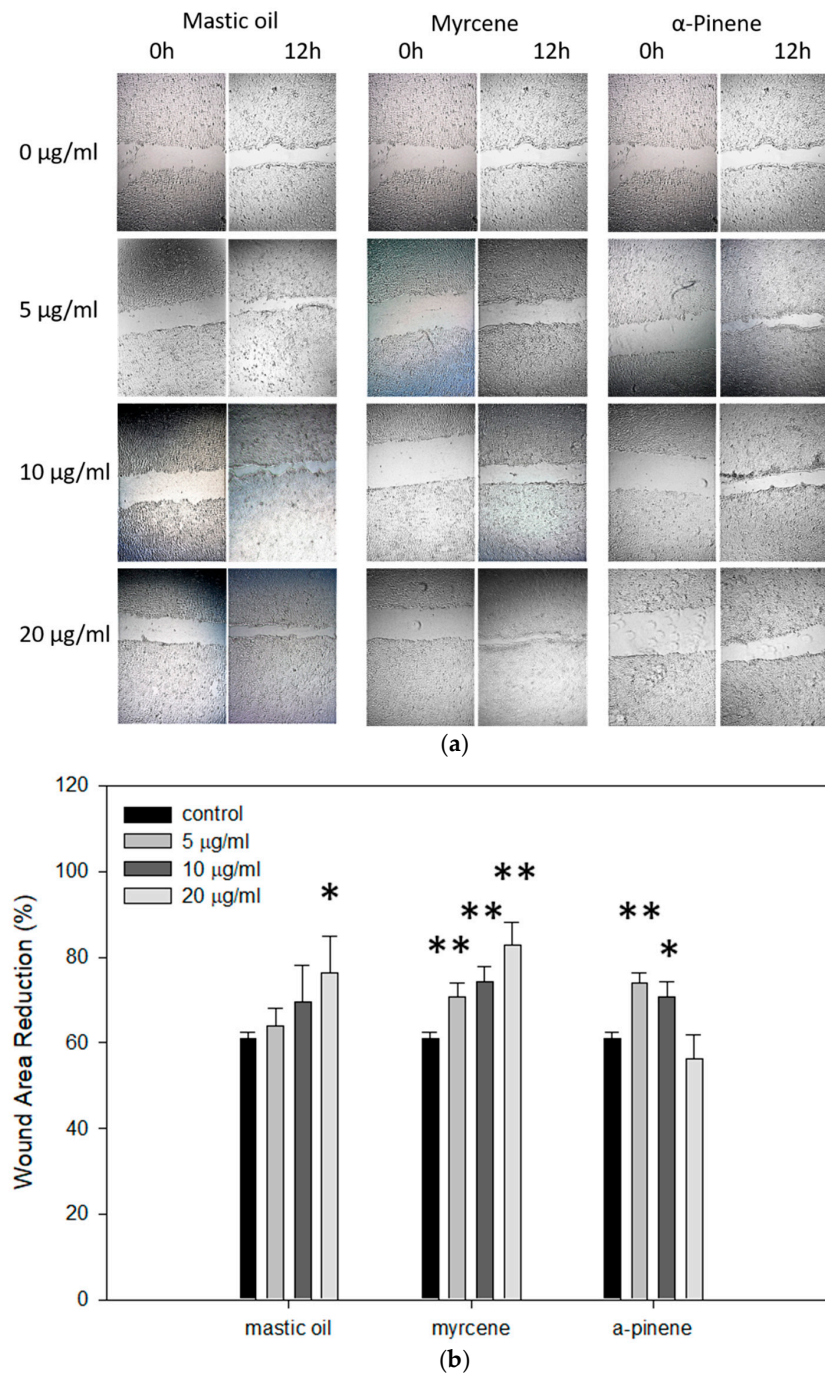 Mastic oil Myrcene α-Pinene
0h 12h 0h 12h 0h 12h
0 µg/ml
5 µg/ml
10 µg/ml
20 µg/ml
(a)
120
100
80
60
40
20
0
Wound Area Reduction (%)
control
5 µg/ml
10 µg/ml
20 µg/ml
* ** ** ** ** *
mastic oil myrcene a-pinene
(b)